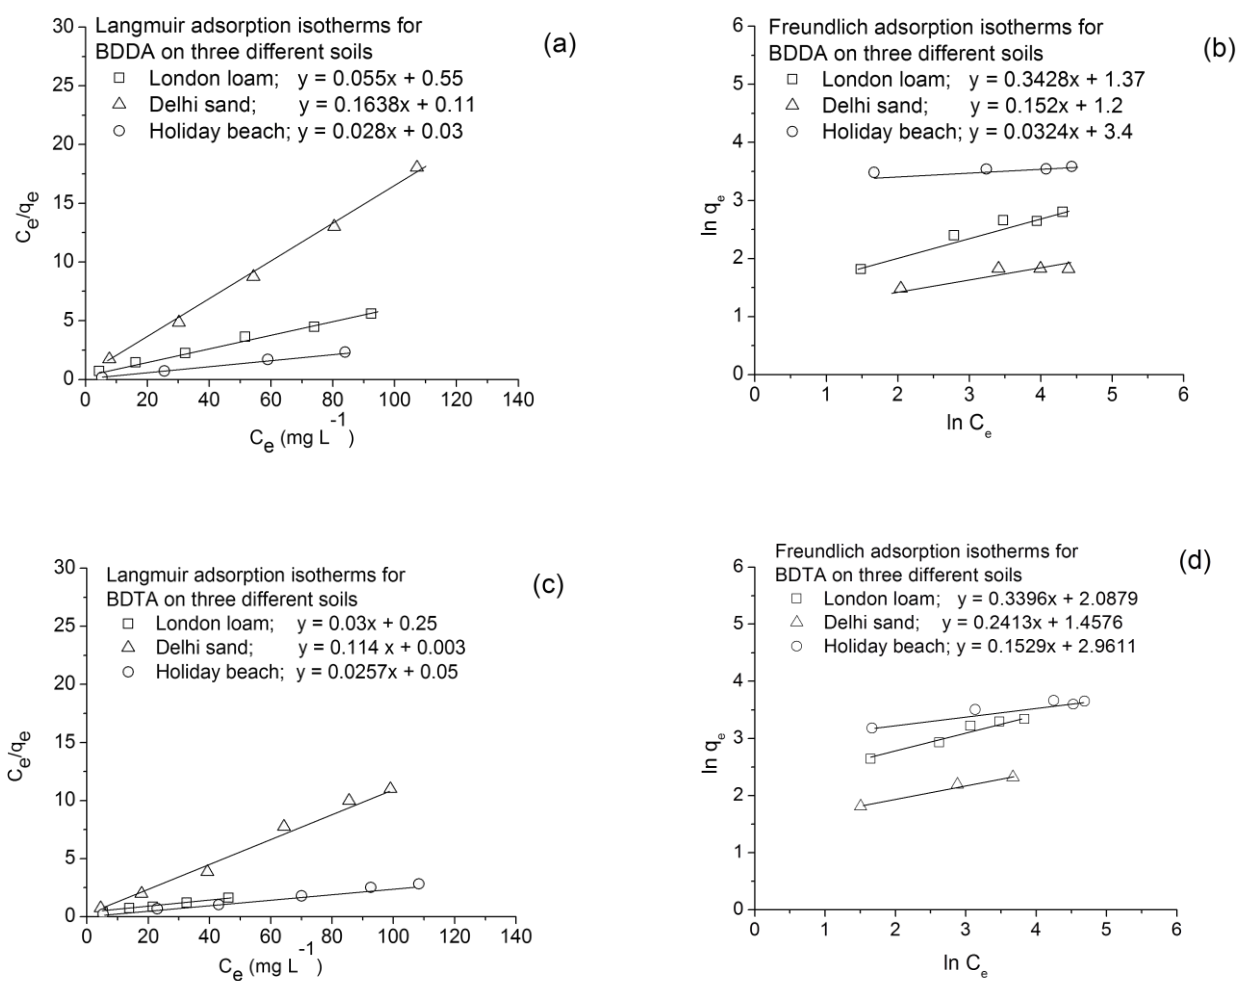 Langmuir adsorption isotherms for
BDDA on three different soils
London loam; y = 0.055x + 0.55
Delhi sand; y = 0.1638x + 0.11
Holiday beach; y = 0.028x + 0.03
(a)
30
25
20
15
10
5
0
Ce/qe
0 20 40 60 80 100 120 140
Ce (mg L-1)
Freundlich adsorption isotherms for
BDDA on three different soils
London loam; y = 0.3428x + 1.37
Delhi sand; y = 0.152x + 1.2
Holiday beach; y = 0.0324x + 3.4
(b)
6
5
4
3
2
1
0
ln qe
0 1 2 3 4 5 6
ln Ce
Langmuir adsorption isotherms for
BDTA on three different soils
London loam; y = 0.03x + 0.25
Delhi sand; y = 0.114 x + 0.003
Holiday beach; y = 0.0257x + 0.05
(c)
30
25
20
15
10
5
0
Ce/qe
0 20 40 60 80 100 120 140
Ce (mg L-1)
Freundlich adsorption isotherms for
BDTA on three different soils
London loam; y = 0.3396x + 2.0879
Delhi sand; y = 0.2413x + 1.4576
Holiday beach; y = 0.1529x + 2.9611
(d)
6
5
4
3
2
1
0
ln qe
0 1 2 3 4 5 6
ln Ce